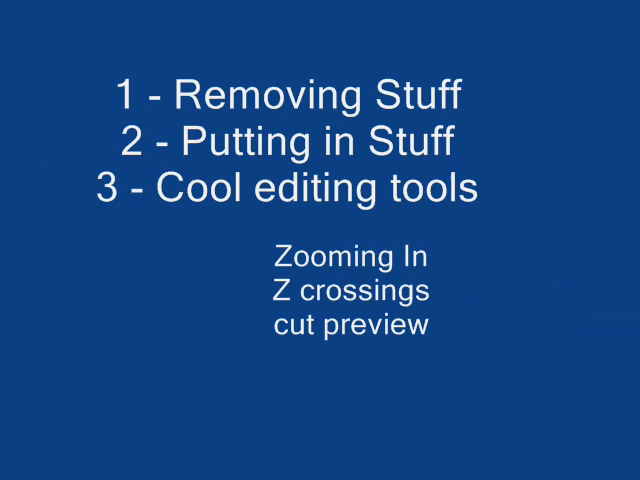 1 - Removing Stuff
2 - Putting in Stuff
3 - Cool editing tools
Zooming In
Z crossings
cut preview